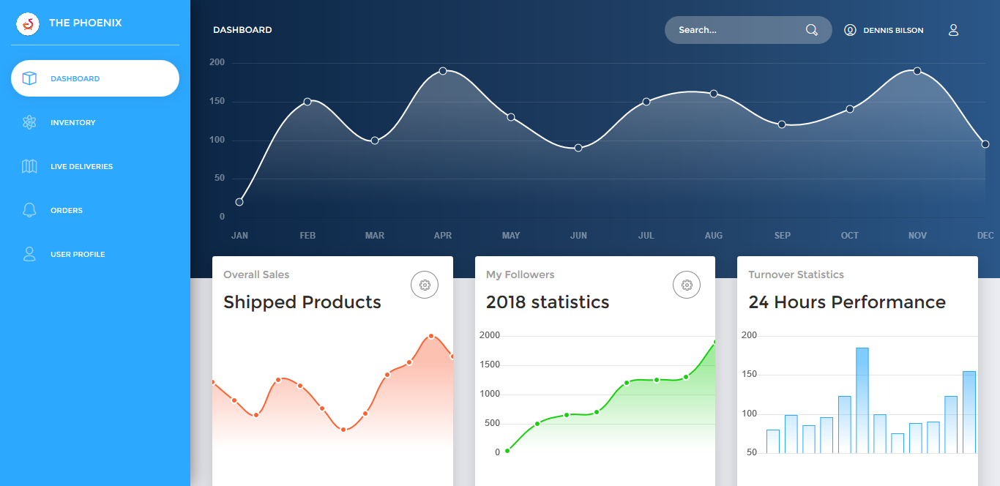 THE PHOENIX
DASHBOARD
INVENTORY
LIVE DELIVERIES
ORDERS
USER PROFILE
DASHBOARD
Search...
DENNIS BILSON
200
150
100
50
0
JAN FEB MAR APR MAY JUN JUL AUG SEP OCT NOV DEC
Overall Sales
Shipped Products
My Followers
2018 statistics
2000
1500
1000
500
0
Turnover Statistics
24 Hours Performance
200
150
100
50